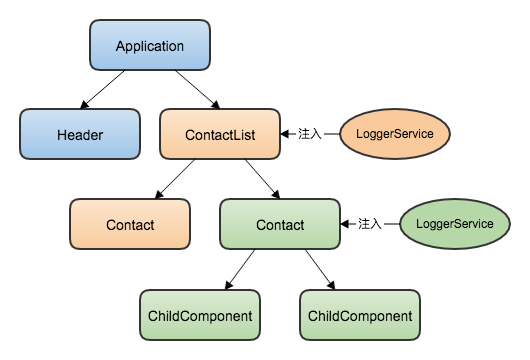 Application
Header
ContactList
注入
LoggerService
Contact
Contact
注入
LoggerService
ChildComponent
ChildComponent